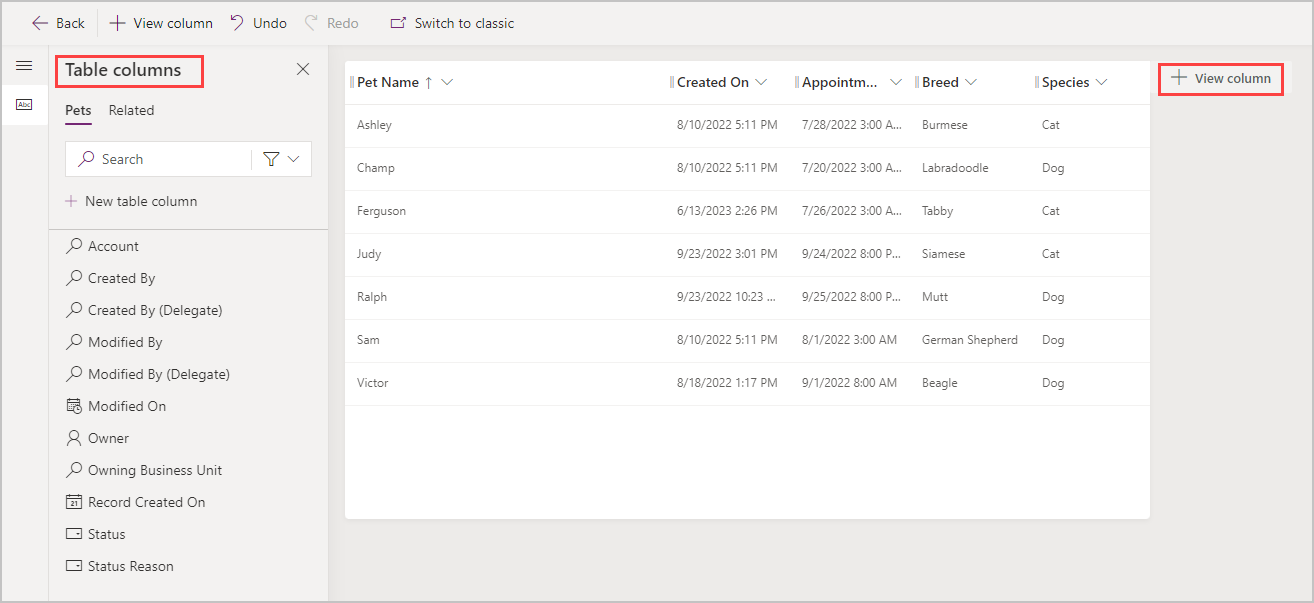 Back View column Undo Redo Switch to classic
Table columns
Pets Related
Search
New table column
Abc
Account
Created By
Created By (Delegate)
Modified By
Modified By (Delegate)
Modified On
Owner
Owning Business Unit
21 Record Created On
Status
Status Reason
Pet Name ↑ Created On Appointm... Breed Species
Ashley 8/10/2022 5:11 PM 7/28/2022 3:00 A... Burmese Cat
Champ 8/10/2022 5:11 PM 7/20/2022 3:00 A... Labradoodle Dog
Ferguson 6/13/2023 2:26 PM 7/26/2022 3:00 A... Tabby Cat
Judy 9/23/2022 3:01 PM 9/24/2022 8:00 P... Siamese Cat
Ralph 9/23/2022 10:23 ... 9/25/2022 8:00 P... Mutt Dog
Sam 8/10/2022 5:11 PM 8/1/2022 3:00 AM German Shepherd Dog
Victor 8/18/2022 1:17 PM 9/1/2022 8:00 AM Beagle Dog
View column